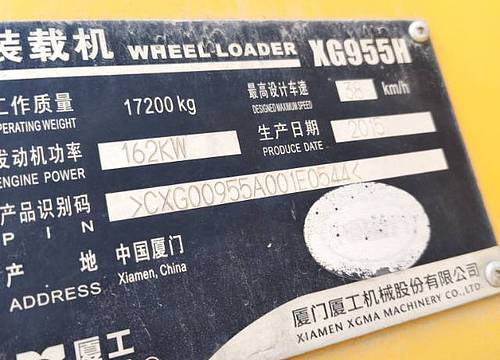 装载机 WHEEL LOADER XG955H
工作质量 17200 kg 最高设计车速 38 km/h
OPERATING WEIGHT DESIGNED MAXIMUM SPEED
发动机功率 162KW 生产日期 2015
ENGINE POWER PRODUCE DATE
产品识别码 >CXG00955A001E0544<
PIN
产地 中国厦门
ADDRESS Xiamen, China
厦门厦工机械股份有限公司
XIAMEN XGMA MACHINERY CO.,LTD
厦工